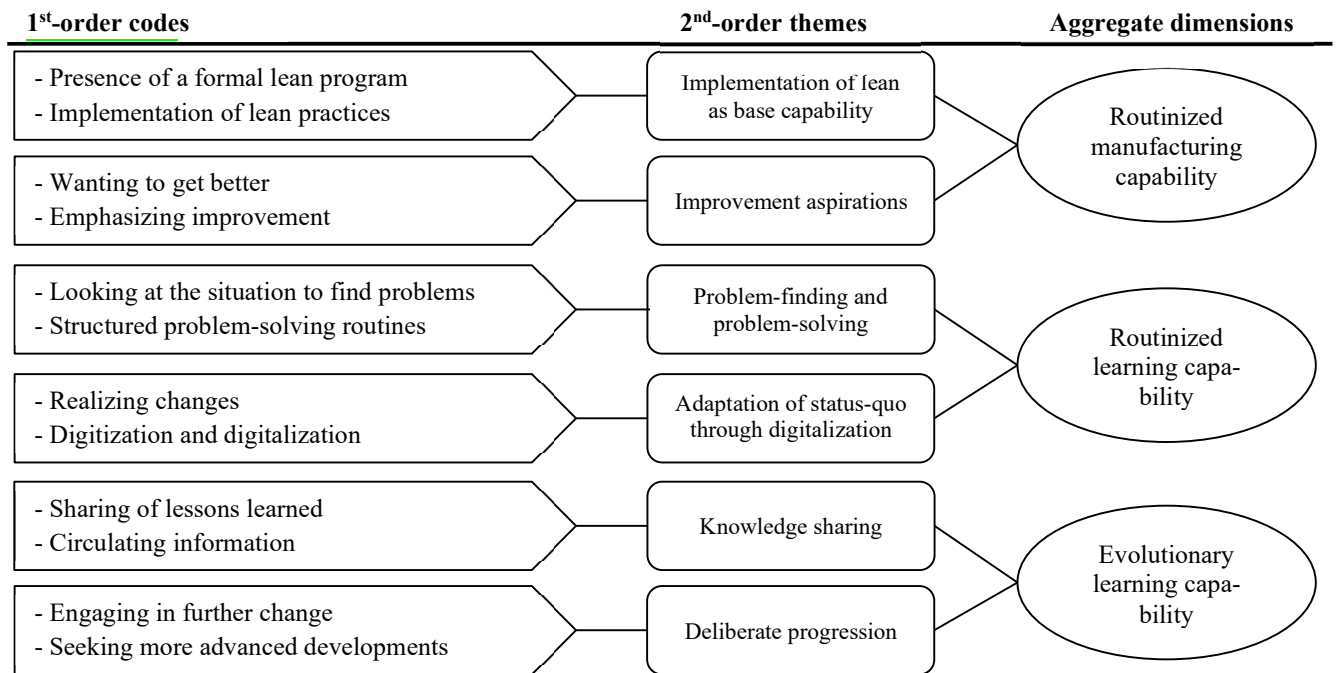 1st-order codes
2nd-order themes
Aggregate dimensions
- Presence of a formal lean program
- Implementation of lean practices
Implementation of lean
as base capability
- Wanting to get better
- Emphasizing improvement
Improvement aspirations
Routinized
manufacturing
capability
- Looking at the situation to find problems
- Structured problem-solving routines
Problem-finding and
problem-solving
- Realizing changes
- Digitization and digitalization
Adaptation of status-quo
through digitalization
Routinized
learning capa-
bility
- Sharing of lessons learned
- Circulating information
Knowledge sharing
- Engaging in further change
- Seeking more advanced developments
Deliberate progression
Evolutionary
learning capa-
bility